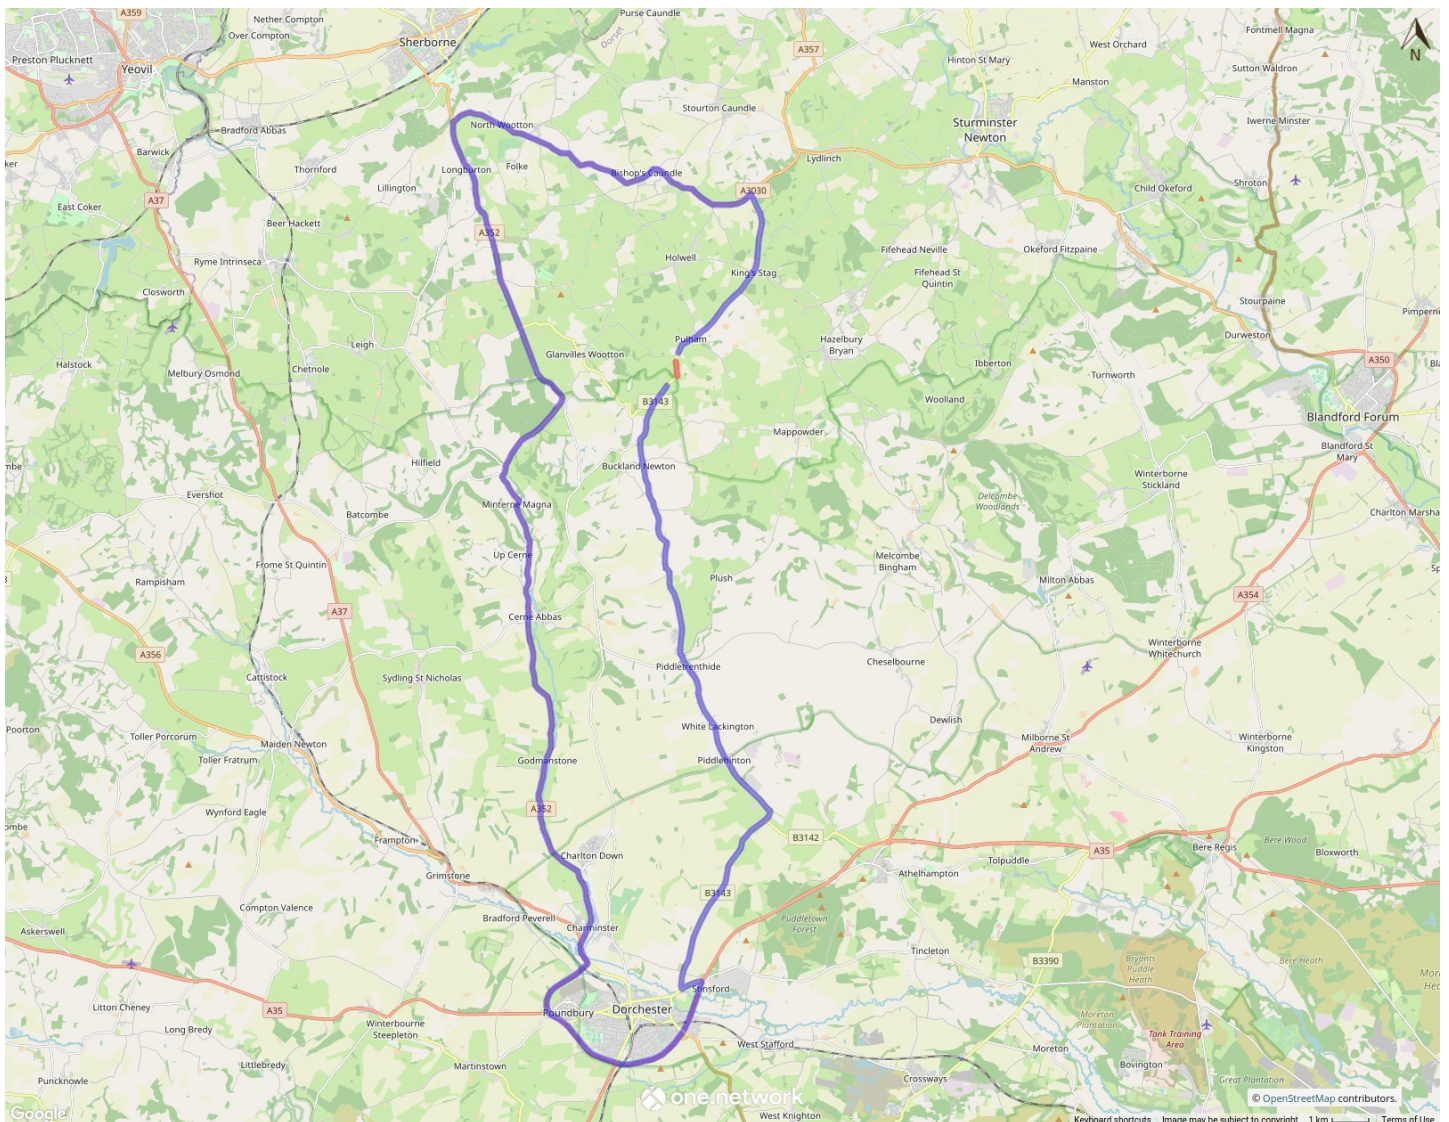 A359
Nether Compton
Over Compton
Purse Caundle
Dorset
Sherborne
A357
West Orchard
Fontmell Magna
N
Preston Plucknett
Yeovil
Hinton St Mary
Manston
Sutton Waldron
Stourton Caundle
Sturminster
Newton
Iwerne Minster
Bradford Abbas
North Wootton
Barwick
Thornford
Longburton
Folke
Lydlinch
Bishop's Caundle
Lillington
A3030
Child Okeford
Shroton
A37
East Coker
Beer Hackett
A352
Ryme Intrinseca
Holwell
Fifehead Neville
Okeford Fitzpaine
King's Stag
Fifehead St
Quintin
Closworth
Stourpaine
Pimperne
Leigh
Pulham
Hazelbury
Bryan
Durweston
Glanvilles Wootton
Halstock
Melbury Osmond
Chetnole
Ibberton
Turnworth
A350
B3143
Woolland
Blandford Forum
Mappowder
Blandford St
Mary
Hilfield
Buckland Newton
Winterborne
Stickland
Evershot
Minterne Magna
Delcombe
Woodlands
Batcombe
Charlton Marsha
Up Cerne
Melcombe
Bingham
Frome St Quintin
Rampisham
Plush
Milton Abbas
A37
A354
Cerne Abbas
A356
Winterborne
Whitechurch
Piddletrenthide
Cheselbourne
Cattistock
Sydling St Nicholas
Poorton
Toller Porcorum
White Lackington
Dewlish
Maiden Newton
Milborne St
Andrew
Winterborne
Kingston
Toller Fratrum
Godmanstone
Piddlehinton
A352
Wynford Eagle
B3142
Frampton
Bere Wood
Bere Regis
A35
Bloxworth
Charlton Down
Tolpuddle
Grimstone
Athelhampton
B3143
Compton Valence
Bradford Peverell
Puddletown
Forest
Askerswell
Charminster
Tincleton
B3390
Bryants
Puddle
Heath
Bere Heath
Stinsford
Litton Cheney
A35
Poundbury
Dorchester
Moreton
Plantation
Long Bredy
Winterbourne
Steepleton
Tank Training
Area
West Stafford
Moreton
Littlebredy
Martinstown
Bovington
Puncknowle
Crossways
Great Plantation
one.network
© OpenStreetMap contributors.
Google
West Knighton
Keyboard shortcuts
Image may be subject to copyright
1 km
Terms of Use